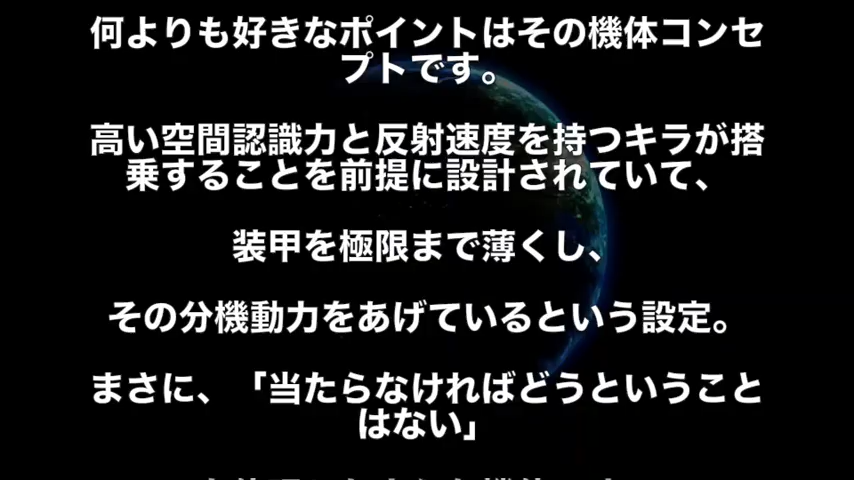 何よりも好きなポイントはその機体コンセ
プトです。
高い空間認識力と反射速度を持つキラが搭
乗することを前提に設計されていて、
装甲を極限まで薄くし、
その分機動力をあげているという設定。
まさに、「当たらなければどうということ
はない」